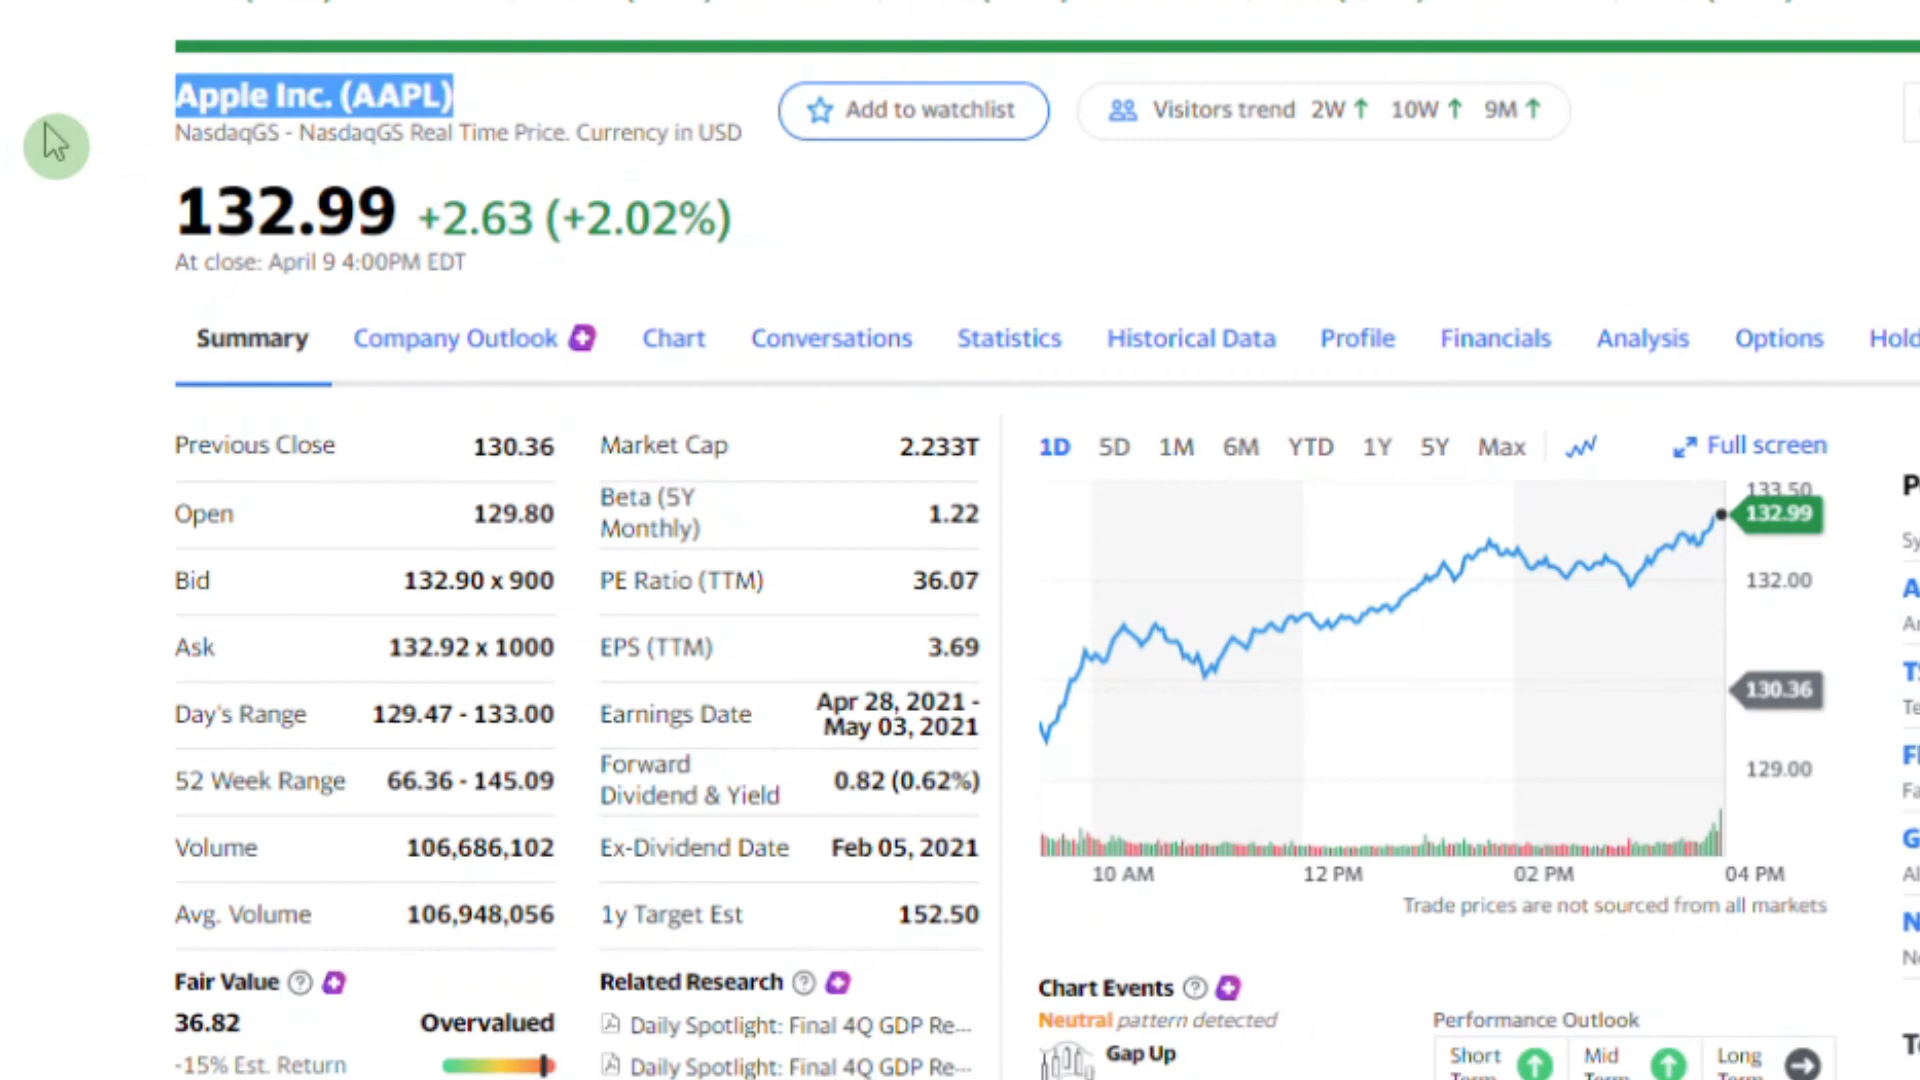 Apple Inc. (AAPL)
NasdaqGS - NasdaqGS Real Time Price. Currency in USD
Add to watchlist
Visitors trend 2W ↑ 10W ↑ 9M ↑
132.99 +2.63 (+2.02%)
At close: April 9 4:00PM EDT
Summary Company Outlook Chart Conversations Statistics Historical Data Profile Financials Analysis Options
Previous Close 130.36
Open 129.80
Bid 132.90 x 900
Ask 132.92 x 1000
Day's Range 129.47 - 133.00
52 Week Range 66.36 - 145.09
Volume 106,686,102
Avg. Volume 106,948,056
Market Cap 2.233T
Beta (5Y
Monthly) 1.22
PE Ratio (TTM) 36.07
EPS (TTM) 3.69
Earnings Date Apr 28, 2021 -
May 03, 2021
Forward
Dividend & Yield 0.82 (0.62%)
Ex-Dividend Date Feb 05, 2021
1y Target Est 152.50
1D 5D 1M 6M YTD 1Y 5Y Max Full screen
133.50
132.99
132.00
130.36
129.00
10 AM 12 PM 02 PM 04 PM
Trade prices are not sourced from all markets
Fair Value
36.82 Overvalued
-15% Est. Return
Related Research
Daily Spotlight: Final 4Q GDP Re...
Daily Spotlight: Final 4Q GDP Re...
Chart Events
Neutral pattern detected
Gap Up
Performance Outlook
Short
Term
Mid
Term
Long
Term